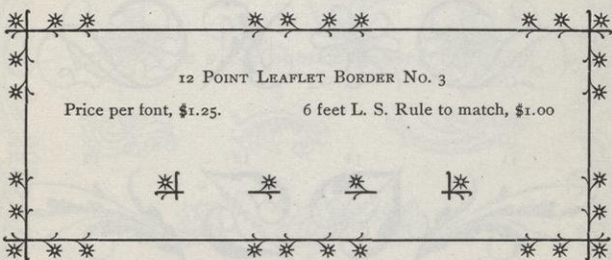 12 Point Leaflet Border No. 3
Price per font, $1.25. 6 feet L. S. Rule to match, $1.00